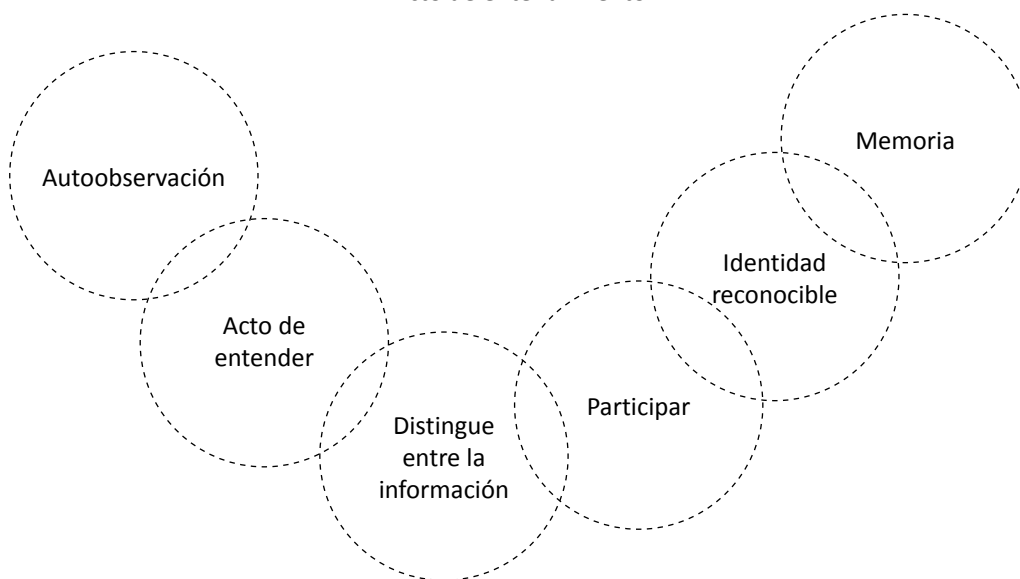 Autoobservación
Acto de
entender
Distingue
entre la
información
Participar
Identidad
reconocible
Memoria